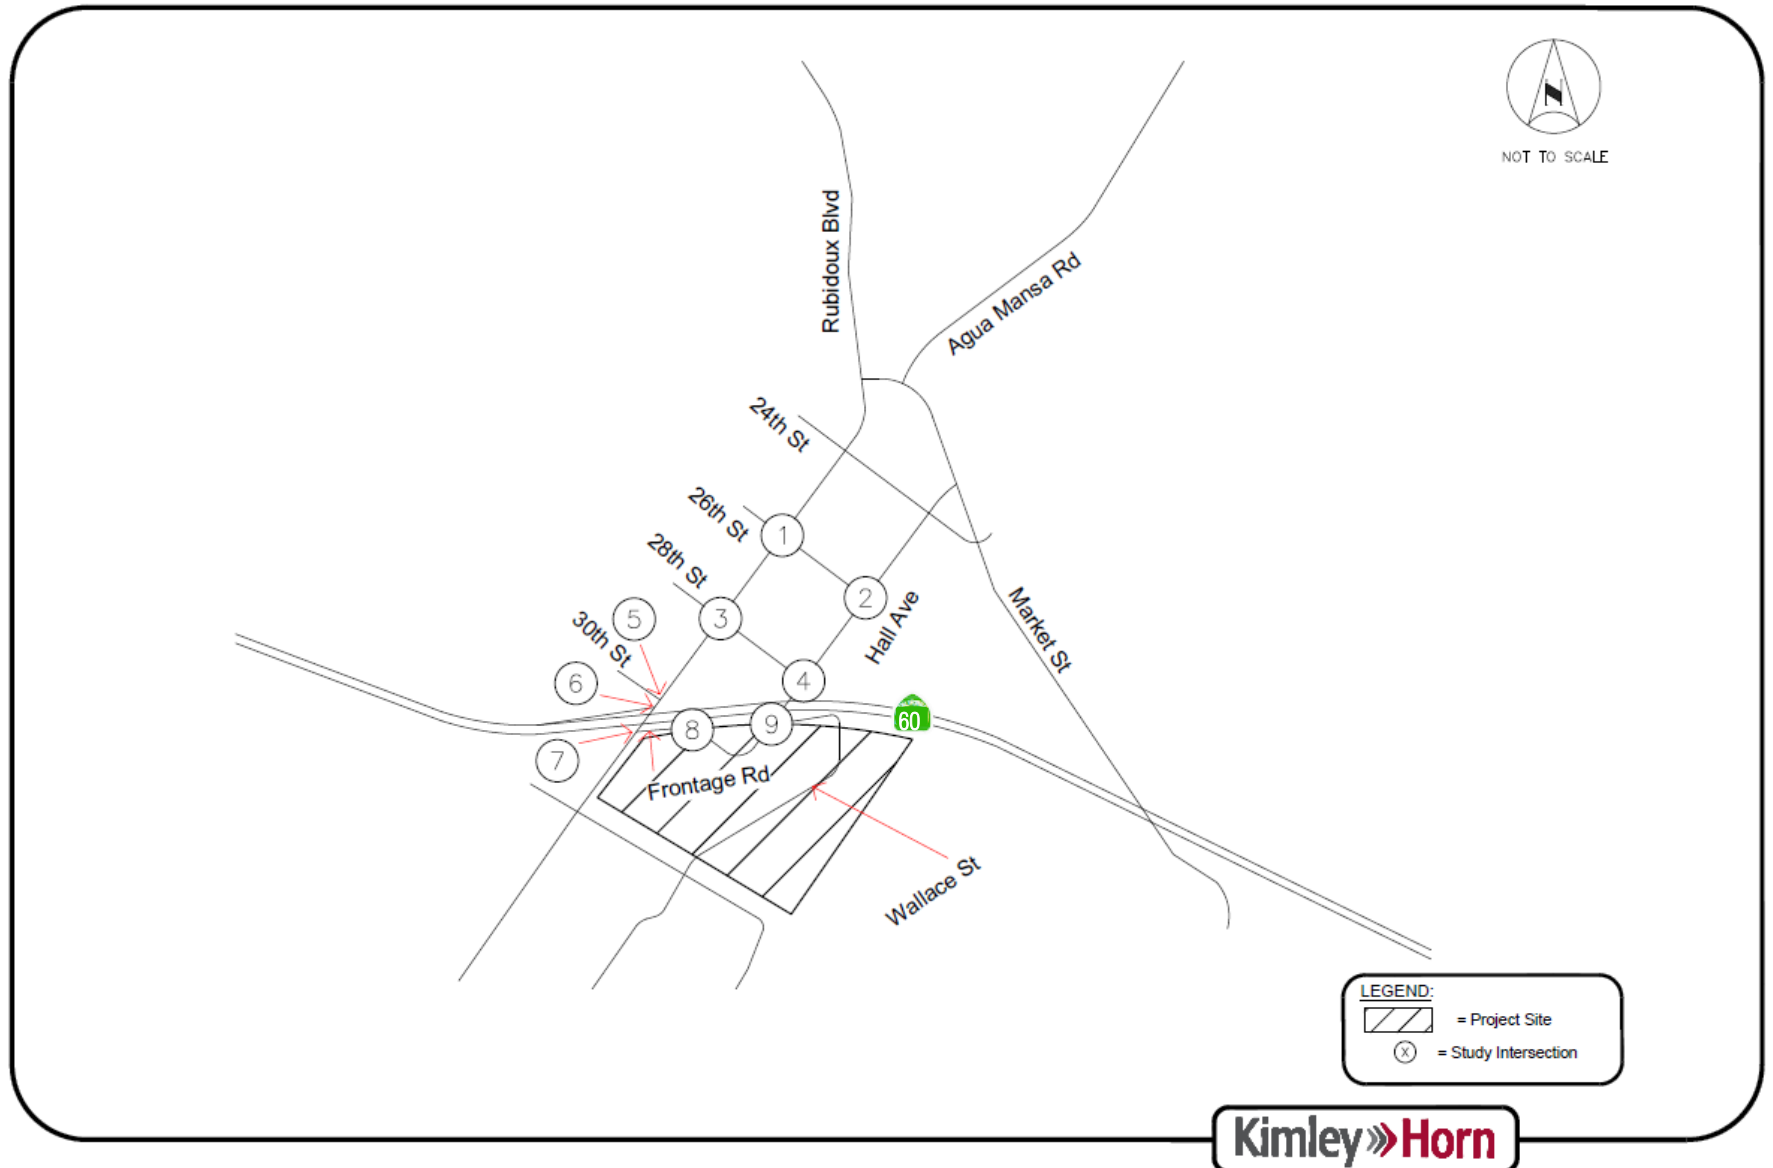 N
NOT TO SCALE
Rubidoux Blvd
Agua Mansa Rd
24th St
26th St
1
28th St
2
5
3
Hall Ave
Market St
30th St
6
4
60
8
9
7
Frontage Rd
Wallace St
LEGEND:
= Project Site
X = Study Intersection
Kimley Horn